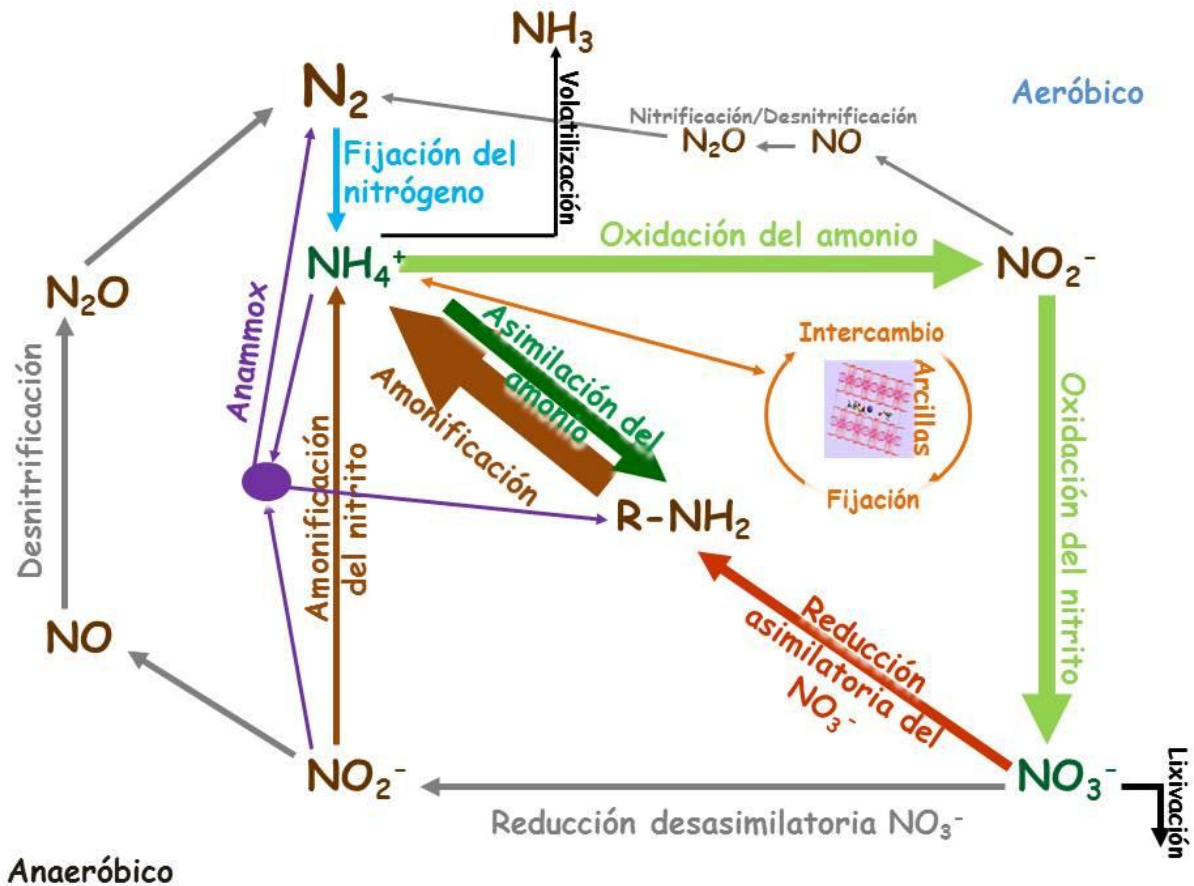 NH₃
N₂
Volatilización
Aeróbico
Nitrificación/Desnitrificación
N₂O
NO
Fijación del
nitrógeno
Oxidación del amonio
NH₄⁺
NO₂⁻
N₂O
Anammox
Asimilación del
amonio
Amonificación
Intercambio
Arcillas
Fijación
Oxidación del nitrito
Desnitrificación
Amonificación
del nitrito
R-NH₂
NO
Reducción
asimilatoria del
NO₃⁻
NO₂⁻
NO₃⁻
Lixivación
Reducción desasimilatoria NO₃⁻
Anaeróbico